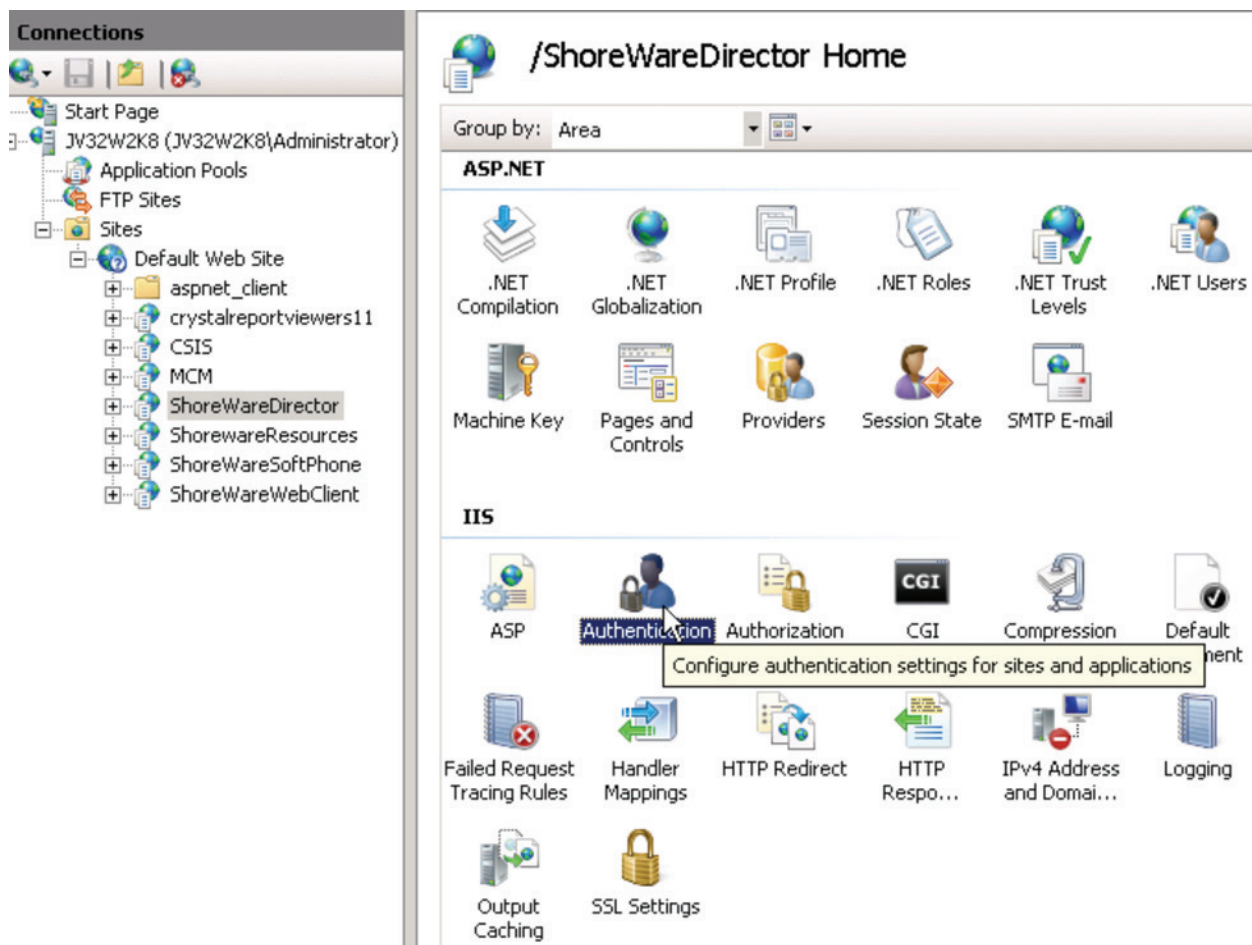 Connections
Start Page
JV32W2K8 (JV32W2K8\Administrator)
Application Pools
FTP Sites
Sites
Default Web Site
aspnet_client
crystalreportviewers11
CSIS
MCM
ShoreWareDirector
ShorewareResources
ShoreWareSoftPhone
ShoreWareWebClient
/ShoreWareDirector Home
Group by: Area
ASP.NET
.NET Compilation
.NET Globalization
.NET Profile
.NET Roles
.NET Trust Levels
.NET Users
Machine Key
Pages and Controls
Providers
Session State
SMTP E-mail
IIS
ASP
Authentication
Authorization
CGI
CGI
Compression
Default
Configure authentication settings for sites and applications
Failed Request Tracing Rules
Handler Mappings
HTTP Redirect
HTTP Respo...
IPv4 Address and Domai...
Logging
Output Caching
SSL Settings